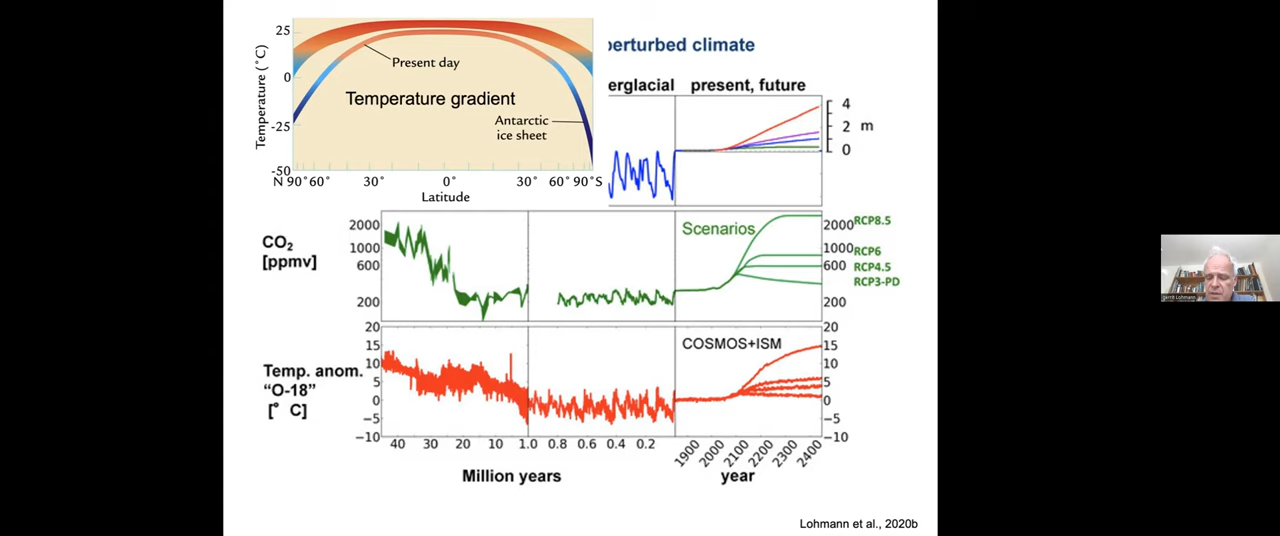 perturbed climate
erglacial present, future
25
0
-25
-50
Temperature (°C)
Present day
Temperature gradient
Antarctic
ice sheet
N 90° 60° 30° 0° 30° 60° 90°S
Latitude
4
2 m
0
CO2
[ppmv]
2000
1000
600
200
Scenarios
2000
1000
600
200
RCP8.5
RCP6
RCP4.5
RCP3-PD
Temp. anom.
"O-18"
[° C]
20
15
10
5
0
−5
−10
COSMOS+ISM
20
15
10
5
0
−5
−10
40 30 20 10 1.0 0.8 0.6 0.4 0.2
1900 2000 2100 2200 2300 2400
Million years
year
Lohmann et al., 2020b
gerrit Lohmann